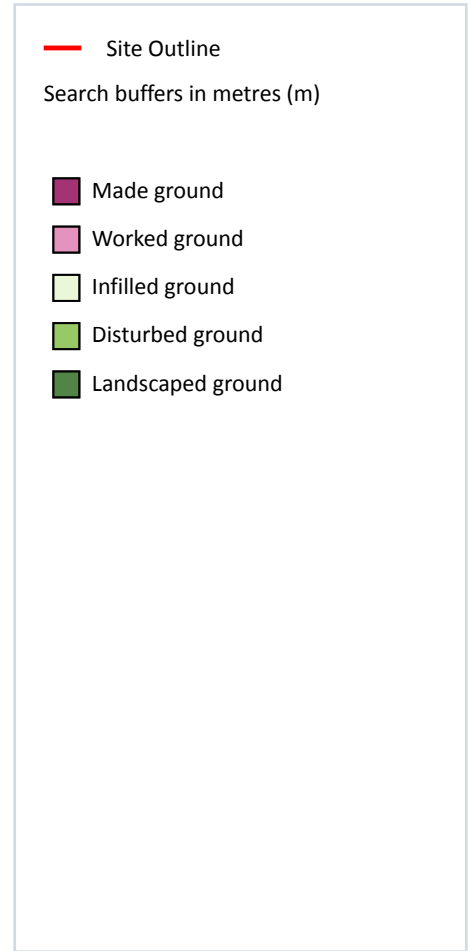 Site Outline
Search buffers in metres (m)
Made ground
Worked ground
Infilled ground
Disturbed ground
Landscaped ground